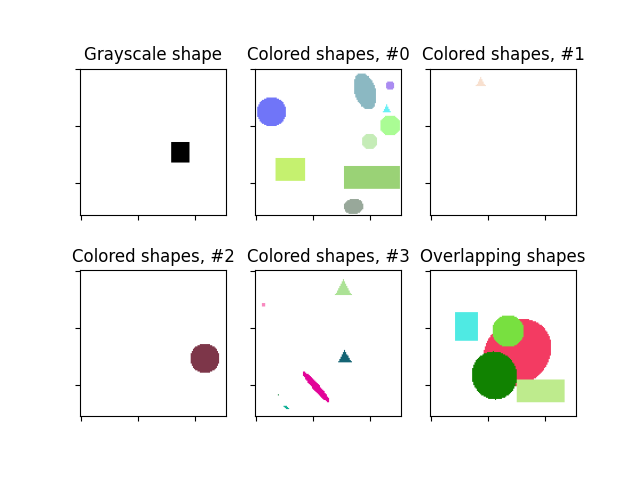 Grayscale shape
Colored shapes, #0
Colored shapes, #1
Colored shapes, #2
Colored shapes, #3
Overlapping shapes